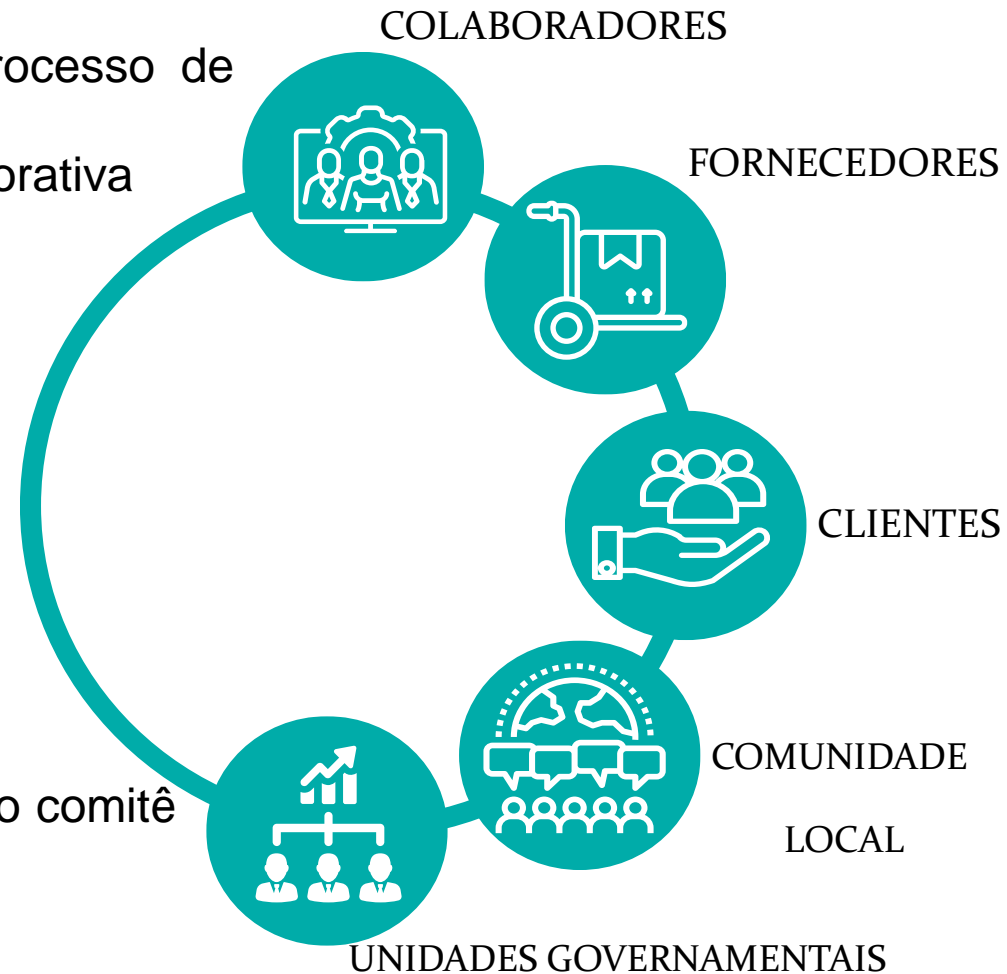 COLABORADORES
rocesso de
orativa
FORNECEDORES
CLIENTES
COMUNIDADE
LOCAL
o comitê
UNIDADES GOVERNAMENTAIS